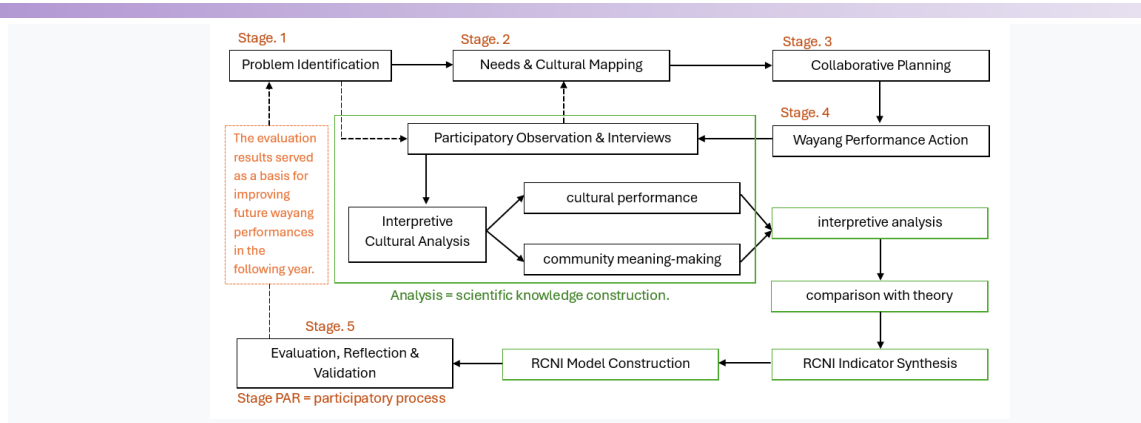 Stage. 1
Problem Identification
Stage. 2
Needs & Cultural Mapping
Stage. 3
Collaborative Planning
Stage. 4
Wayang Performance Action
Participatory Observation & Interviews
The evaluation
results served
as a basis for
improving
future wayang
performances
in the
following year.
Interpretive
Cultural Analysis
cultural performance
community meaning-making
interpretive analysis
Analysis = scientific knowledge construction.
comparison with theory
RCNI Indicator Synthesis
RCNI Model Construction
Stage. 5
Evaluation, Reflection &
Validation
Stage PAR = participatory process